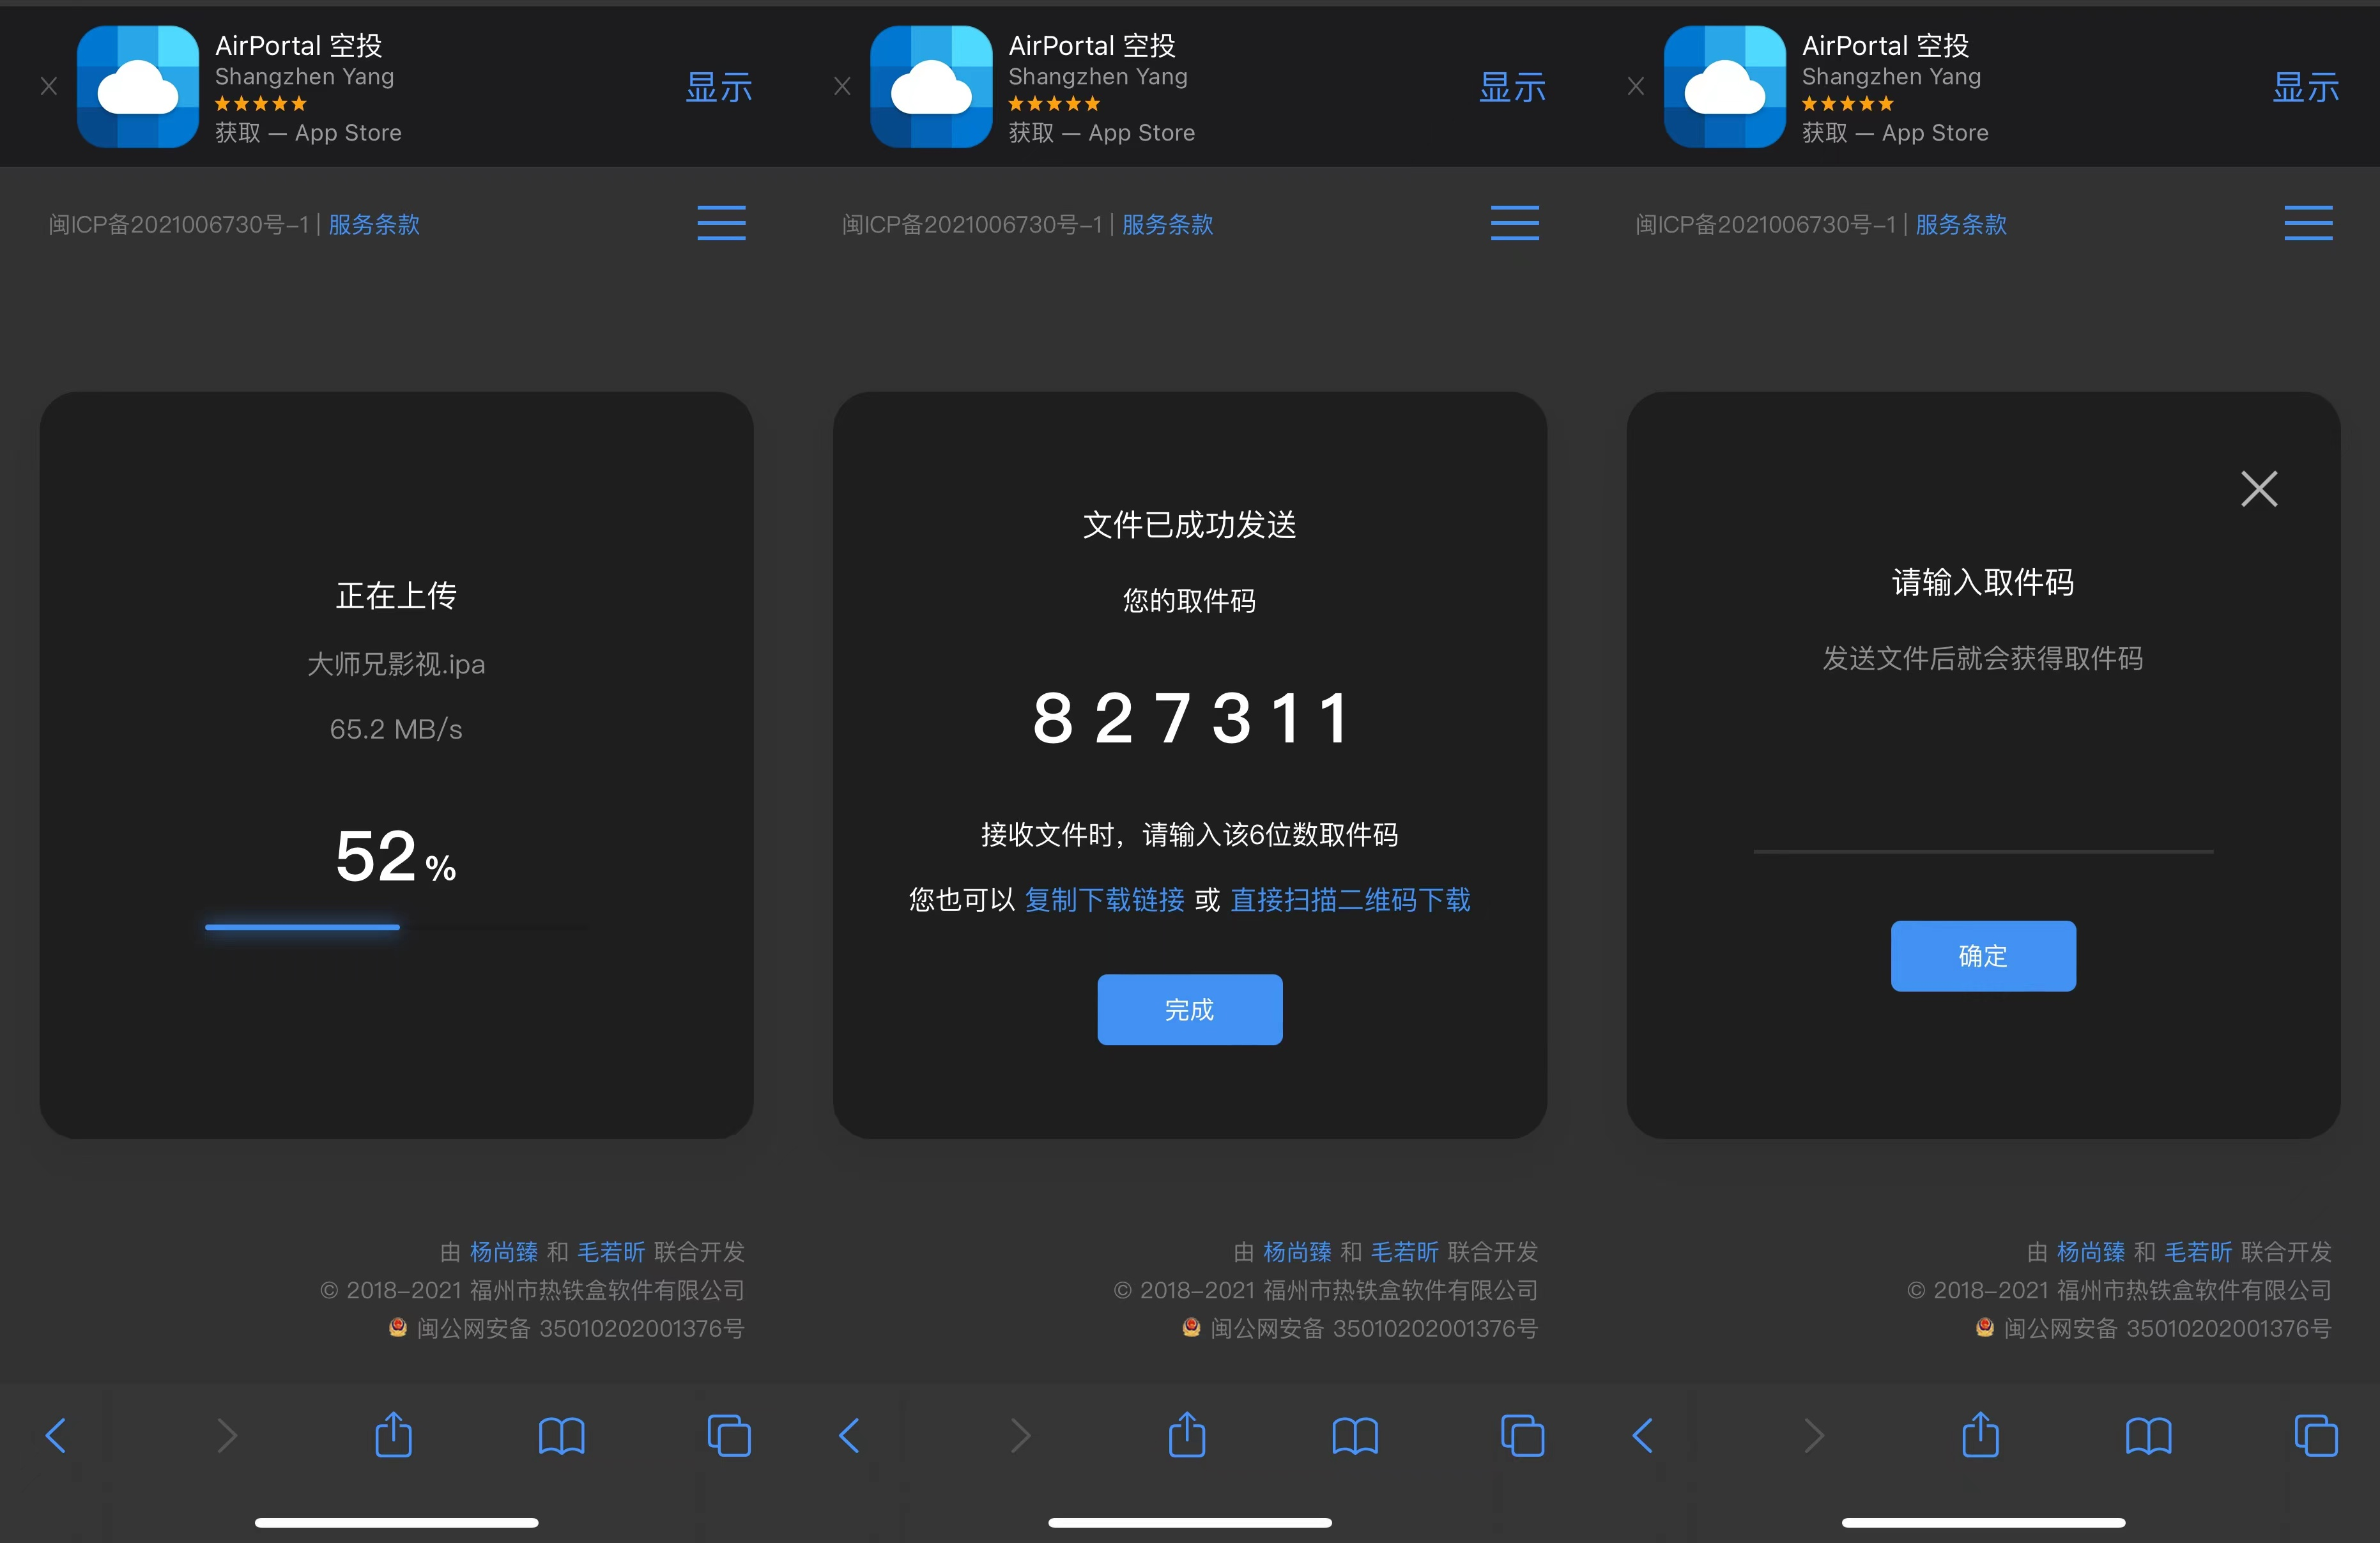 AirPortal 空投
Shangzhen Yang
获取 — App Store
显示
闽ICP备2021006730号-1 | 服务条款
正在上传
大师兄影视.ipa
65.2 MB/s
52 %
由 杨尚臻 和 毛若昕 联合开发
© 2018-2021 福州市热铁盒软件有限公司
闽公网安备 35010202001376号
AirPortal 空投
Shangzhen Yang
获取 — App Store
显示
闽ICP备2021006730号-1 | 服务条款
文件已成功发送
您的取件码
8 2 7 3 1 1
接收文件时，请输入该6位数取件码
您也可以 复制下载链接 或 直接扫描二维码下载
完成
由 杨尚臻 和 毛若昕 联合开发
© 2018-2021 福州市热铁盒软件有限公司
闽公网安备 35010202001376号
AirPortal 空投
Shangzhen Yang
获取 — App Store
显示
闽ICP备2021006730号-1 | 服务条款
请输入取件码
发送文件后就会获得取件码
确定
由 杨尚臻 和 毛若昕 联合开发
© 2018-2021 福州市热铁盒软件有限公司
闽公网安备 35010202001376号